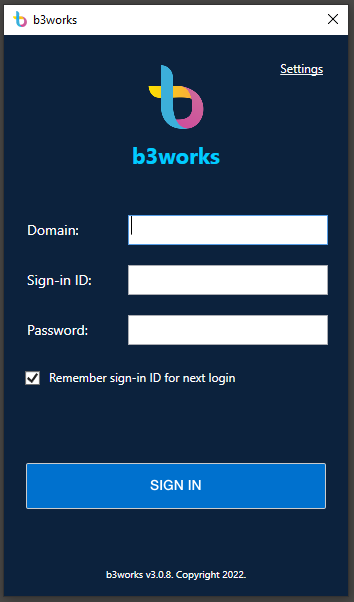 b3works
Settings
b3works
Domain:
Sign-in ID:
Password:
Remember sign-in ID for next login
SIGN IN
b3works v3.0.8. Copyright 2022.